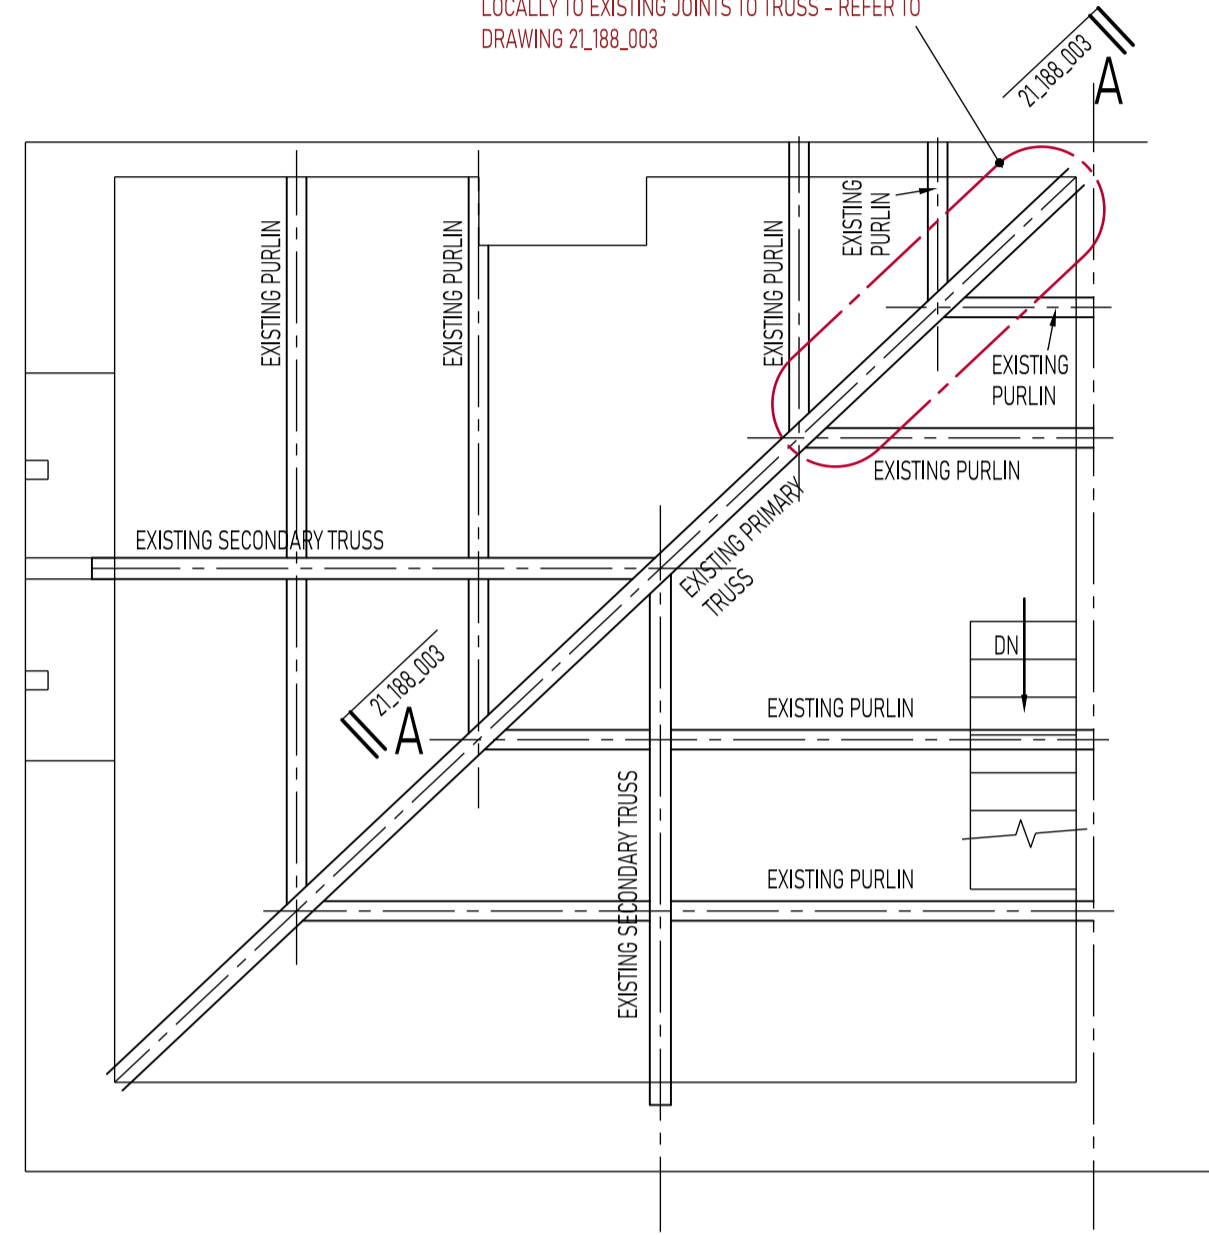 LOCALLY TO EXISTING JOINTS TO TRUSS - REFER TO
DRAWING 21_188_003
21_188_003
A
EXISTING PURLIN
EXISTING PURLIN
EXISTING PURLIN
EXISTING
PURLIN
EXISTING
PURLIN
EXISTING PURLIN
EXISTING SECONDARY TRUSS
EXISTING PRIMARY
TRUSS
21_188_003
A
DN
EXISTING PURLIN
EXISTING SECONDARY TRUSS
EXISTING PURLIN